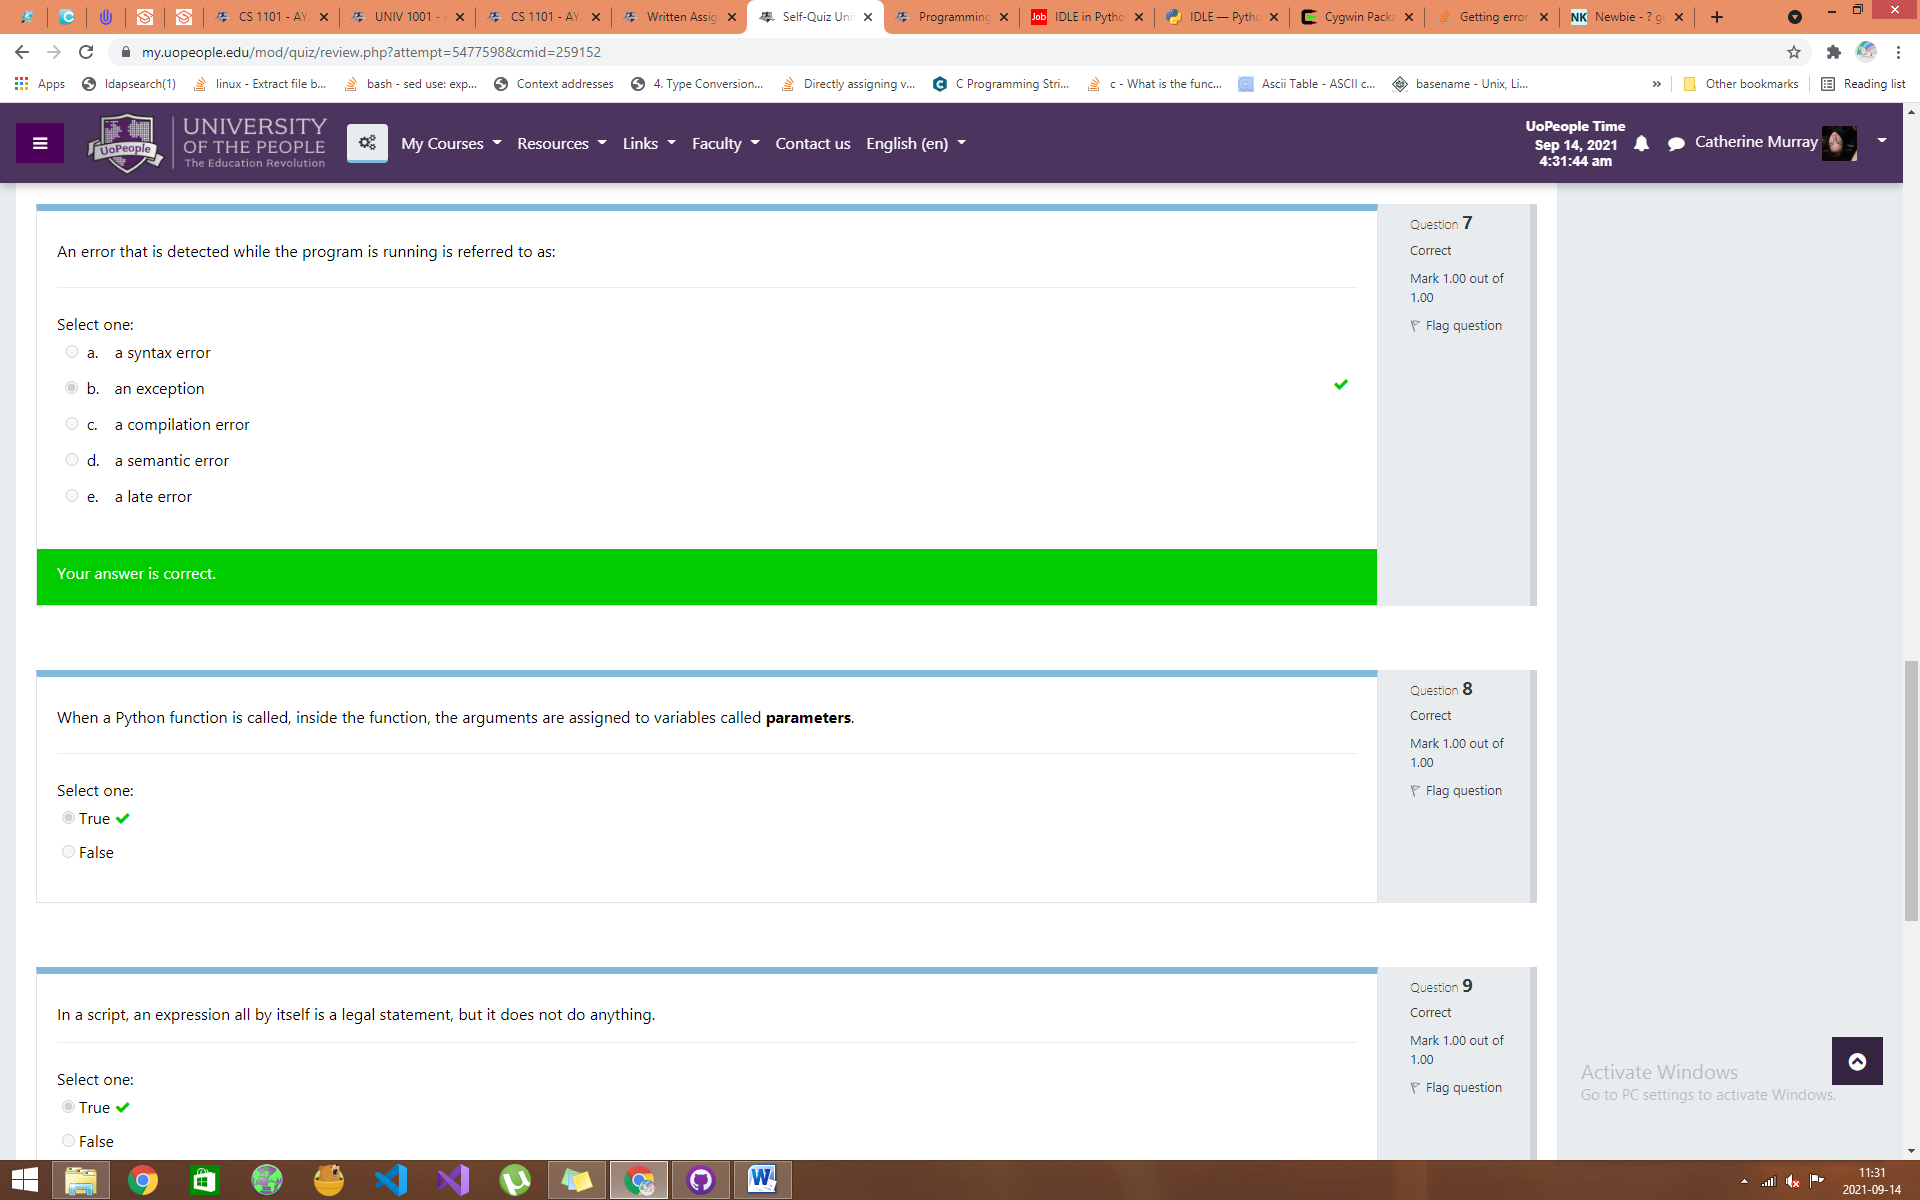 CS 1101 - AY
UNIV 1001 -
CS 1101 - AY
Written Assig
Self-Quiz Uni
Programming
Job IDLE in Pytho
IDLE — Pytho
Cygwin Packa
Getting error
NK Newbie - ? ge
my.uopeople.edu/mod/quiz/review.php?attempt=5477598&cmid=259152
Apps
ldapsearch(1)
linux - Extract file b...
bash - sed use: exp...
Context addresses
4. Type Conversion...
Directly assigning v...
C Programming Stri...
c - What is the func...
Ascii Table - ASCII c...
basename - Unix, Li...
»
Other bookmarks
Reading list
UoPeople
UNIVERSITY
OF THE PEOPLE
The Education Revolution
My Courses
Resources
Links
Faculty
Contact us
English (en)
UoPeople Time
Sep 14, 2021
4:31:44 am
Catherine Murray
An error that is detected while the program is running is referred to as:
Select one:
a. a syntax error
b. an exception
c. a compilation error
d. a semantic error
e. a late error
Your answer is correct.
Question 7
Correct
Mark 1.00 out of
1.00
Flag question
When a Python function is called, inside the function, the arguments are assigned to variables called parameters.
Select one:
True
False
Question 8
Correct
Mark 1.00 out of
1.00
Flag question
In a script, an expression all by itself is a legal statement, but it does not do anything.
Select one:
True
False
Question 9
Correct
Mark 1.00 out of
1.00
Flag question
Activate Windows
Go to PC settings to activate Windows.
11:31
2021-09-14